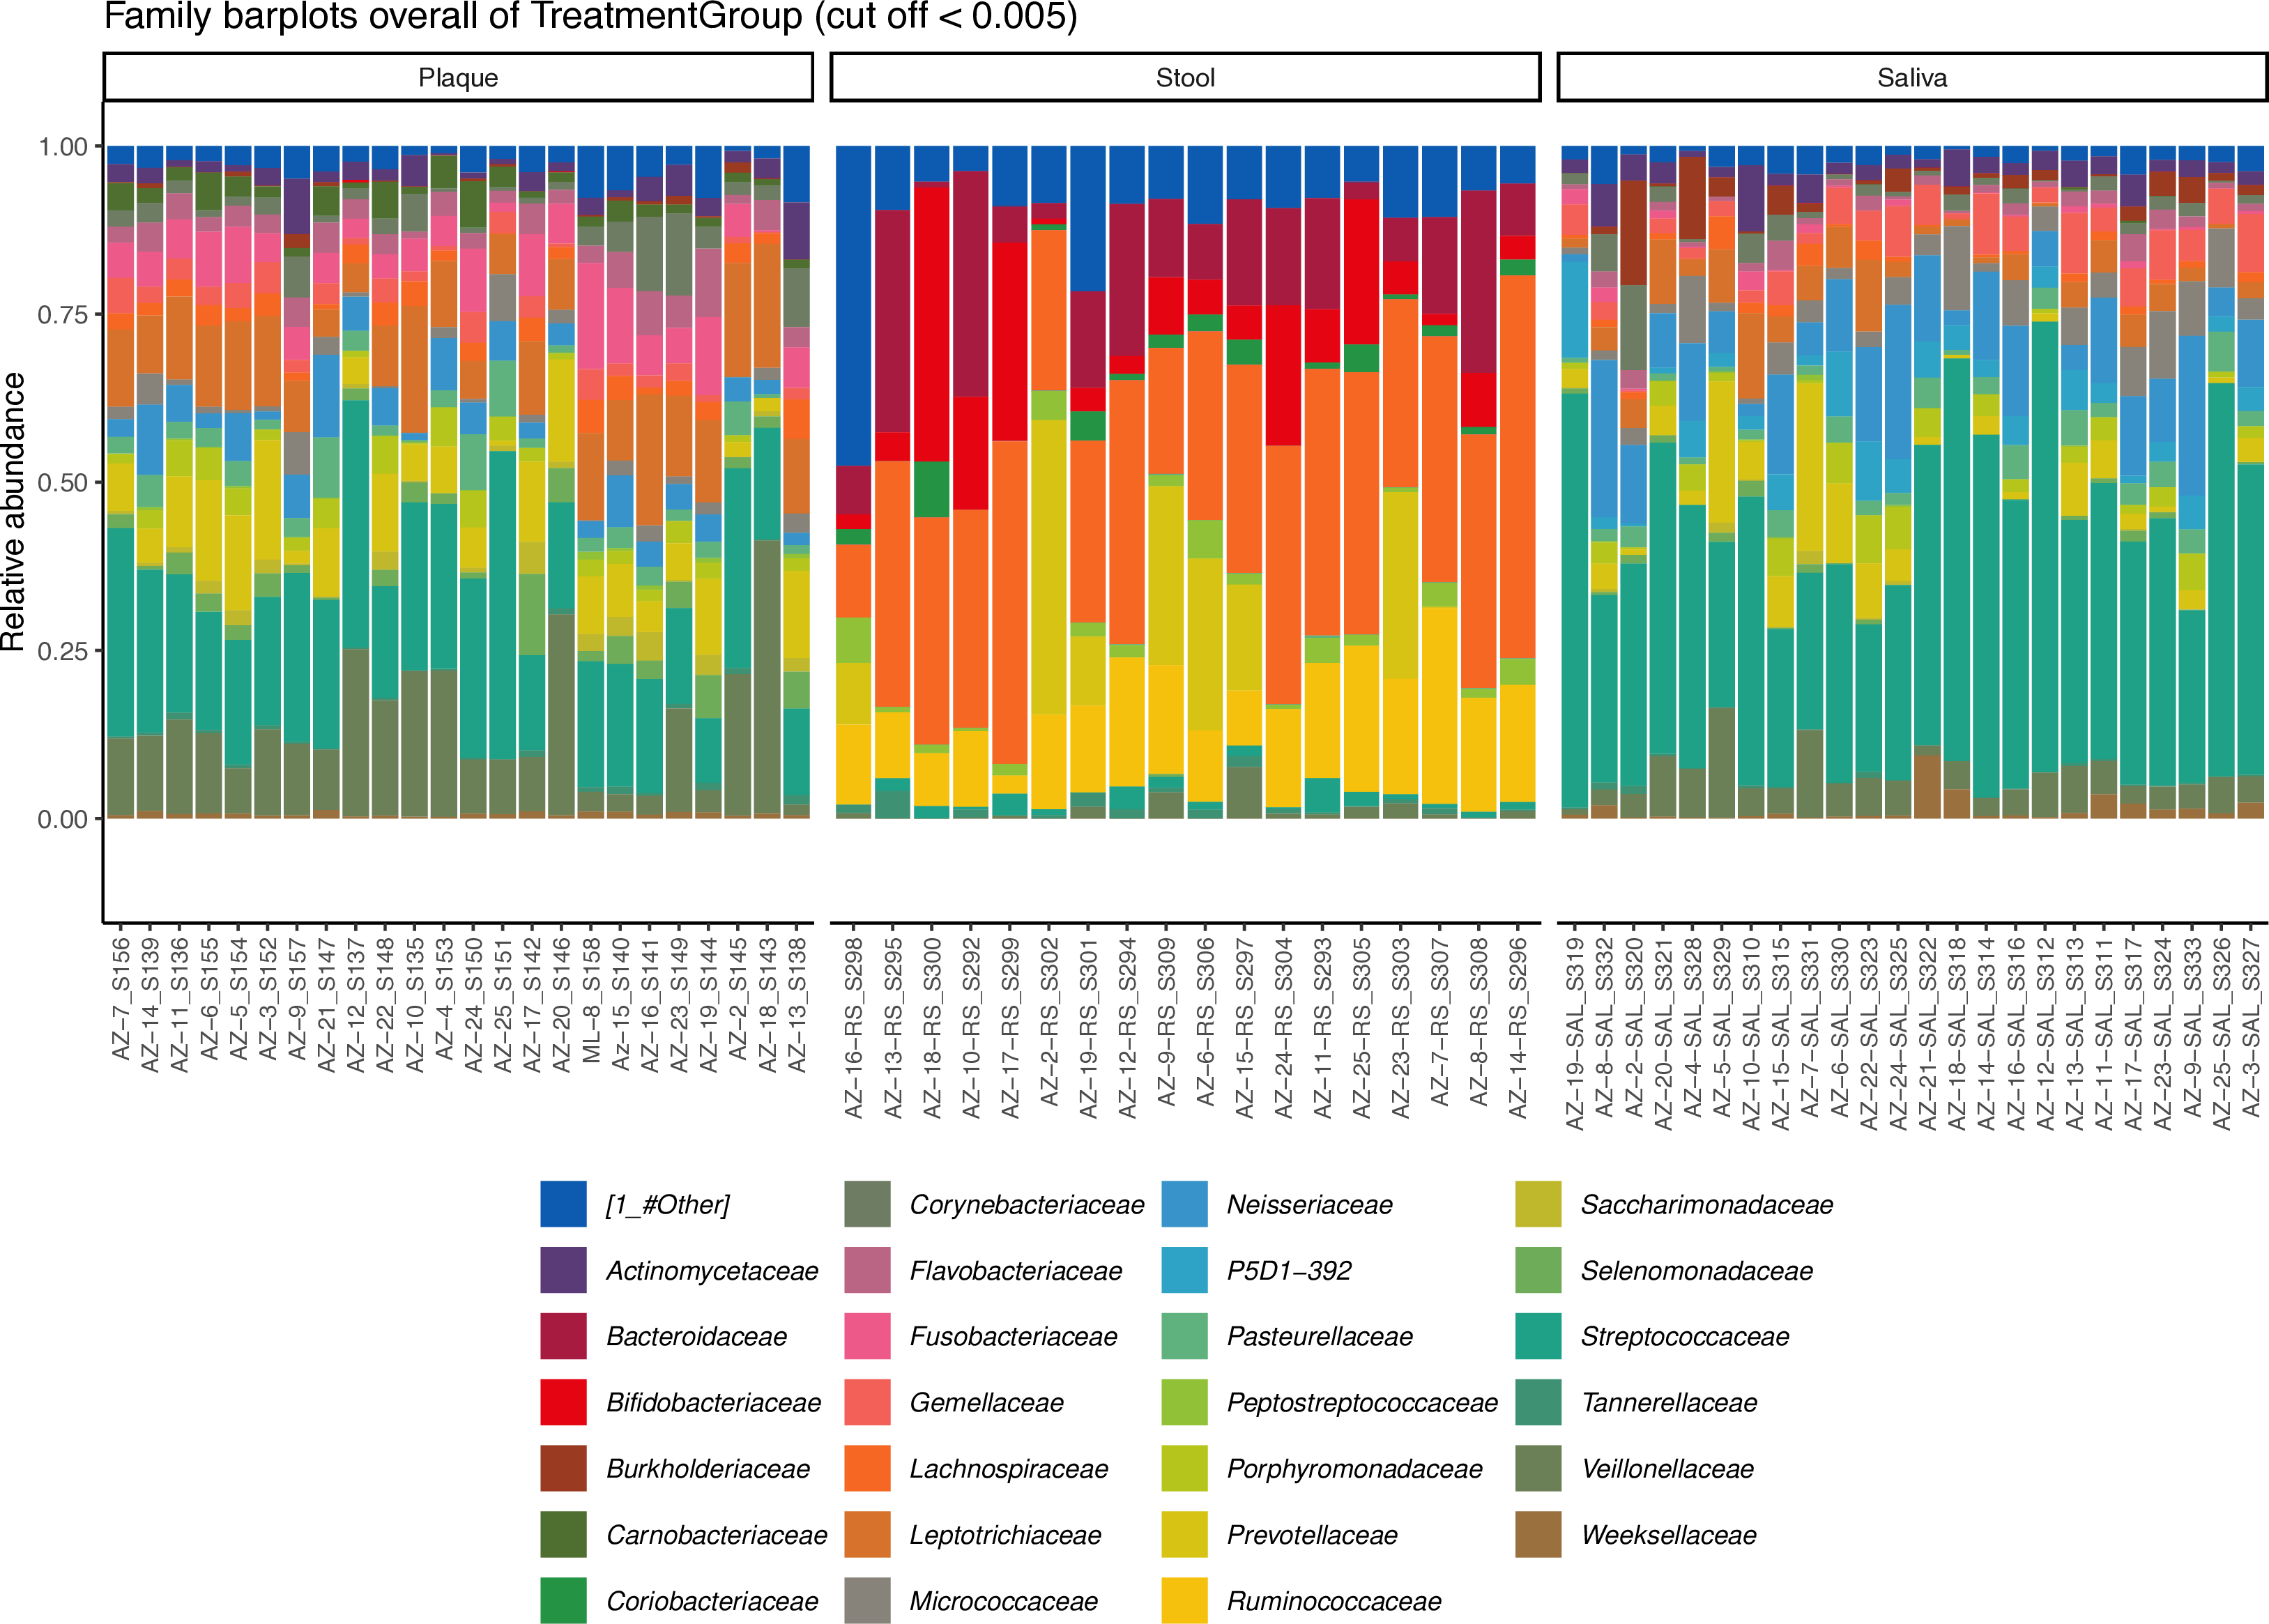 Family barplots overall of TreatmentGroup (cut off < 0.005)
Plaque
Stool
Saliva
Relative abundance
1.00
0.75
0.50
0.25
0.00
AZ−7_S156
AZ−14_S139
AZ−11_S136
AZ−6_S155
AZ−5_S154
AZ−3_S152
AZ−9_S157
AZ−21_S147
AZ−12_S137
AZ−22_S148
AZ−10_S135
AZ−4_S153
AZ−24_S150
AZ−25_S151
AZ−17_S142
AZ−20_S146
ML−8_S158
Az−15_S140
AZ−16_S141
AZ−23_S149
AZ−19_S144
AZ−2_S145
AZ−18_S143
AZ−13_S138
AZ−16−RS_S298
AZ−13−RS_S295
AZ−18−RS_S300
AZ−10−RS_S292
AZ−17−RS_S299
AZ−2−RS_S302
AZ−19−RS_S301
AZ−12−RS_S294
AZ−9−RS_S309
AZ−6−RS_S306
AZ−15−RS_S297
AZ−24−RS_S304
AZ−11−RS_S293
AZ−25−RS_S305
AZ−23−RS_S303
AZ−7−RS_S307
AZ−8−RS_S308
AZ−14−RS_S296
AZ−19−SAL_S319
AZ−8−SAL_S332
AZ−2−SAL_S320
AZ−20−SAL_S321
AZ−4−SAL_S328
AZ−5−SAL_S329
AZ−10−SAL_S310
AZ−15−SAL_S315
AZ−7−SAL_S331
AZ−6−SAL_S330
AZ−22−SAL_S323
AZ−24−SAL_S325
AZ−21−SAL_S322
AZ−18−SAL_S318
AZ−14−SAL_S314
AZ−16−SAL_S316
AZ−12−SAL_S312
AZ−13−SAL_S313
AZ−11−SAL_S311
AZ−17−SAL_S317
AZ−23−SAL_S324
AZ−9−SAL_S333
AZ−25−SAL_S326
AZ−3−SAL_S327
[1_#Other]
Actinomycetaceae
Bacteroidaceae
Bifidobacteriaceae
Burkholderiaceae
Carnobacteriaceae
Coriobacteriaceae
Corynebacteriaceae
Flavobacteriaceae
Fusobacteriaceae
Gemellaceae
Lachnospiraceae
Leptotrichiaceae
Micrococcaceae
Neisseriaceae
P5D1−392
Pasteurellaceae
Peptostreptococcaceae
Porphyromonadaceae
Prevotellaceae
Ruminococcaceae
Saccharimonadaceae
Selenomonadaceae
Streptococcaceae
Tannerellaceae
Veillonellaceae
Weeksellaceae